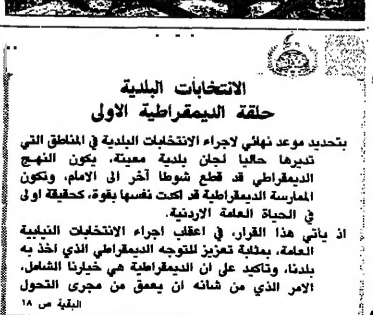 الانتخابات البلدية
حلقة الديمقراطية الاولى
بتحديد موعد نهائي لاجراء الانتخابات البلدية في المناطق التي
تديرها حاليا لجان بلدية معينة، يكون النهج
الديمقراطي قد قطع شوطا آخر الى الامام، وتكون
الممارسة الديمقراطية قد اكدت نفسها بقوة، كحقيقة اولى
في الحياة العامة الاردنية.
اذ ياتي هذا القرار، في اعقاب اجراء الانتخابات النيابية
العامة، بمثابة تعزيز للتوجه الديمقراطي الذي اخذ به
بلدنا، وتاكيد على ان الديمقراطية هي خيارنا الشامل،
الامر الذي من شانه ان يعمق من مجرى التحول
البقية ص ١٨